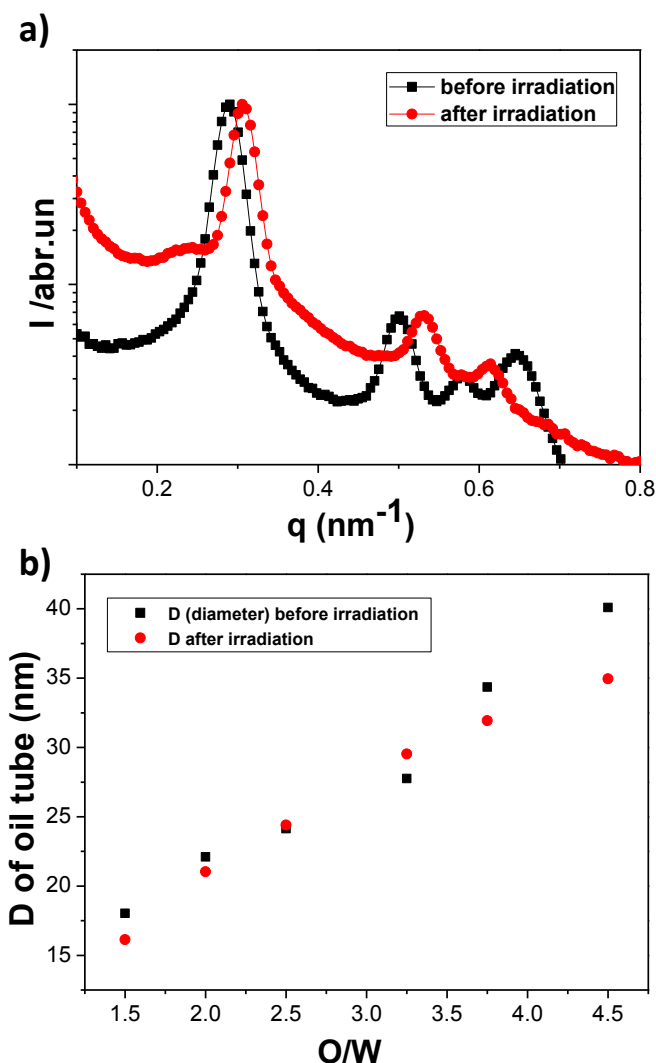 a)
before irradiation
after irradiation
I /abr.un
0.2 0.4 0.6 0.8
q (nm-1)
b)
D (diameter) before irradiation
D after irradiation
40
35
30
25
20
15
D of oil tube (nm)
1.5 2.0 2.5 3.0 3.5 4.0 4.5
O/W